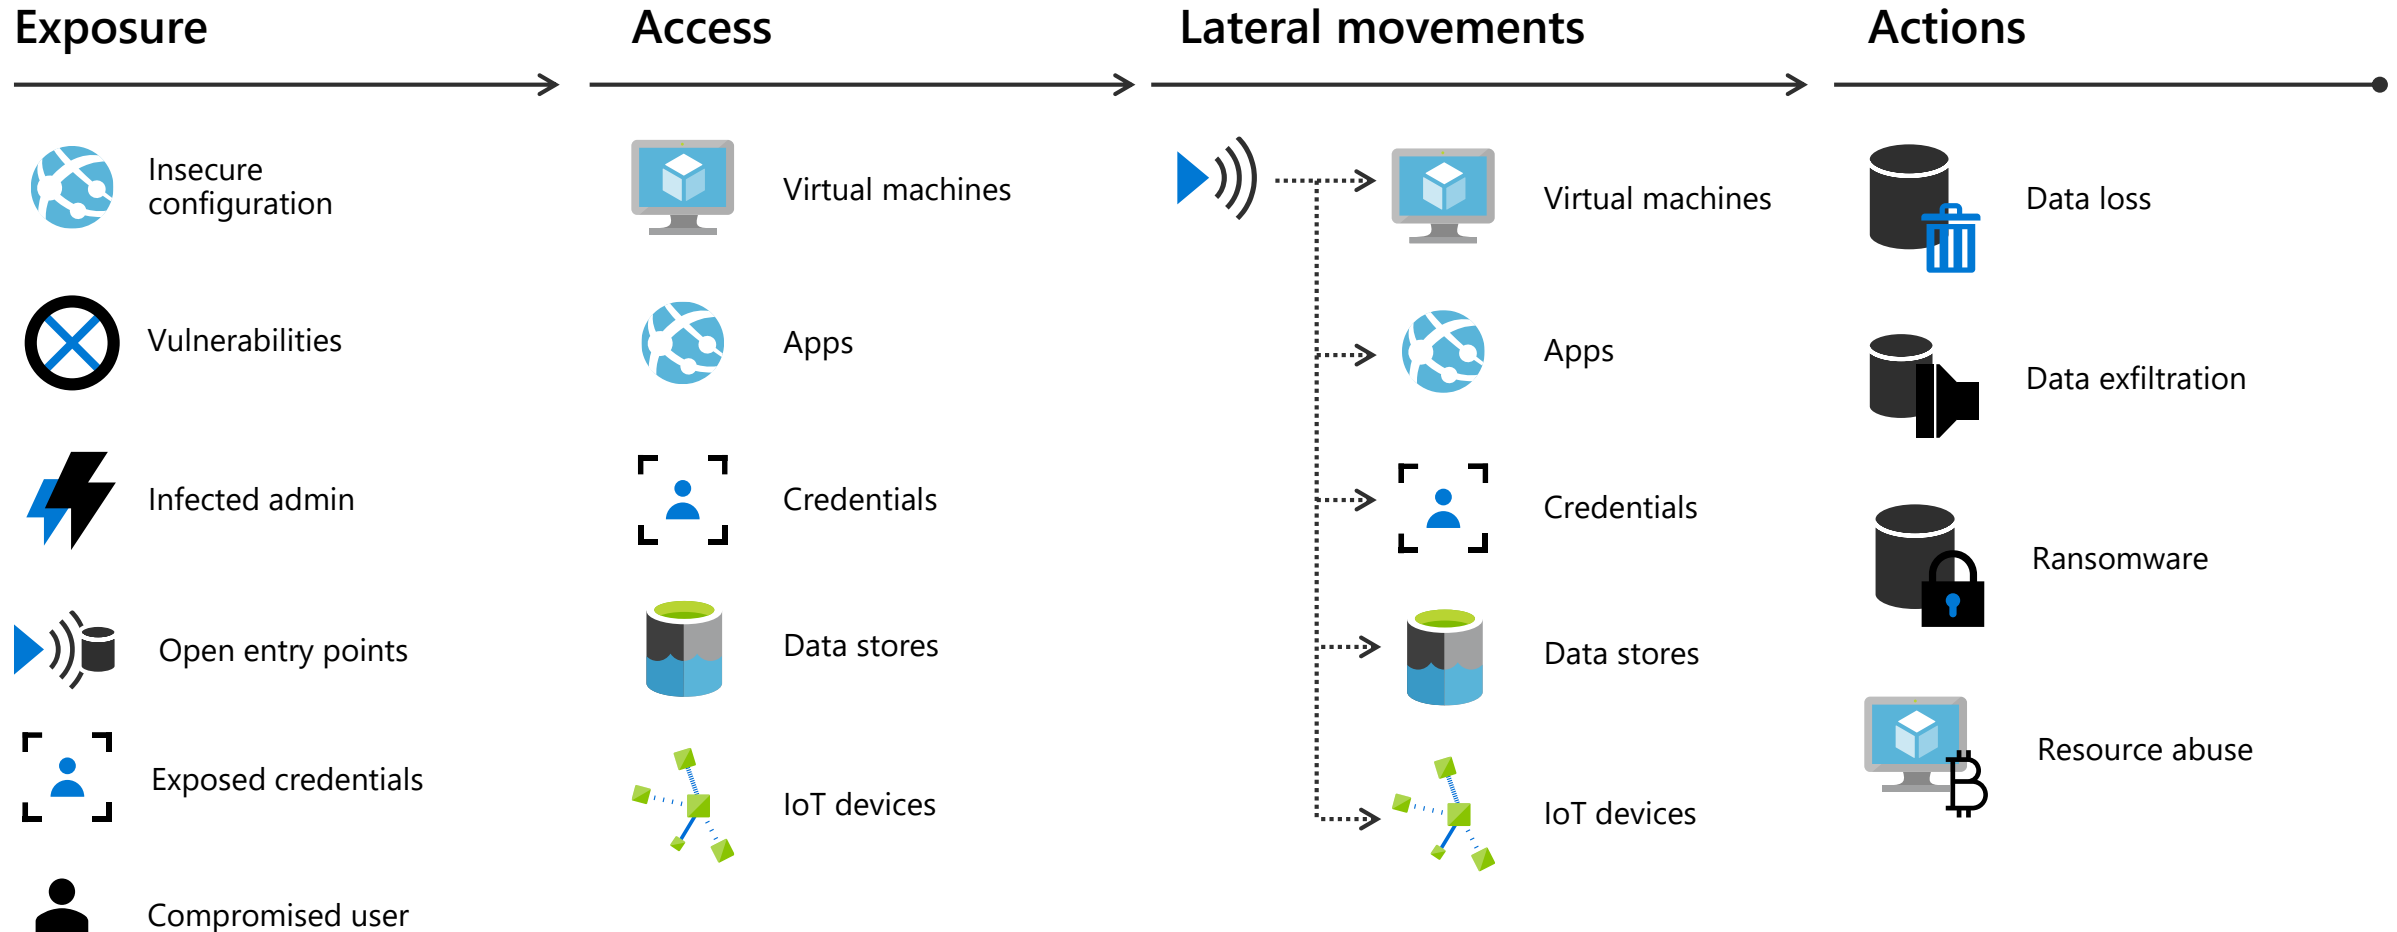 Exposure
Insecure
configuration
Vulnerabilities
Infected admin
Open entry points
Exposed credentials
Compromised user
Access
Virtual machines
Apps
Credentials
Data stores
IoT devices
Lateral movements
Virtual machines
Apps
Credentials
Data stores
IoT devices
Actions
Data loss
Data exfiltration
Ransomware
Resource abuse